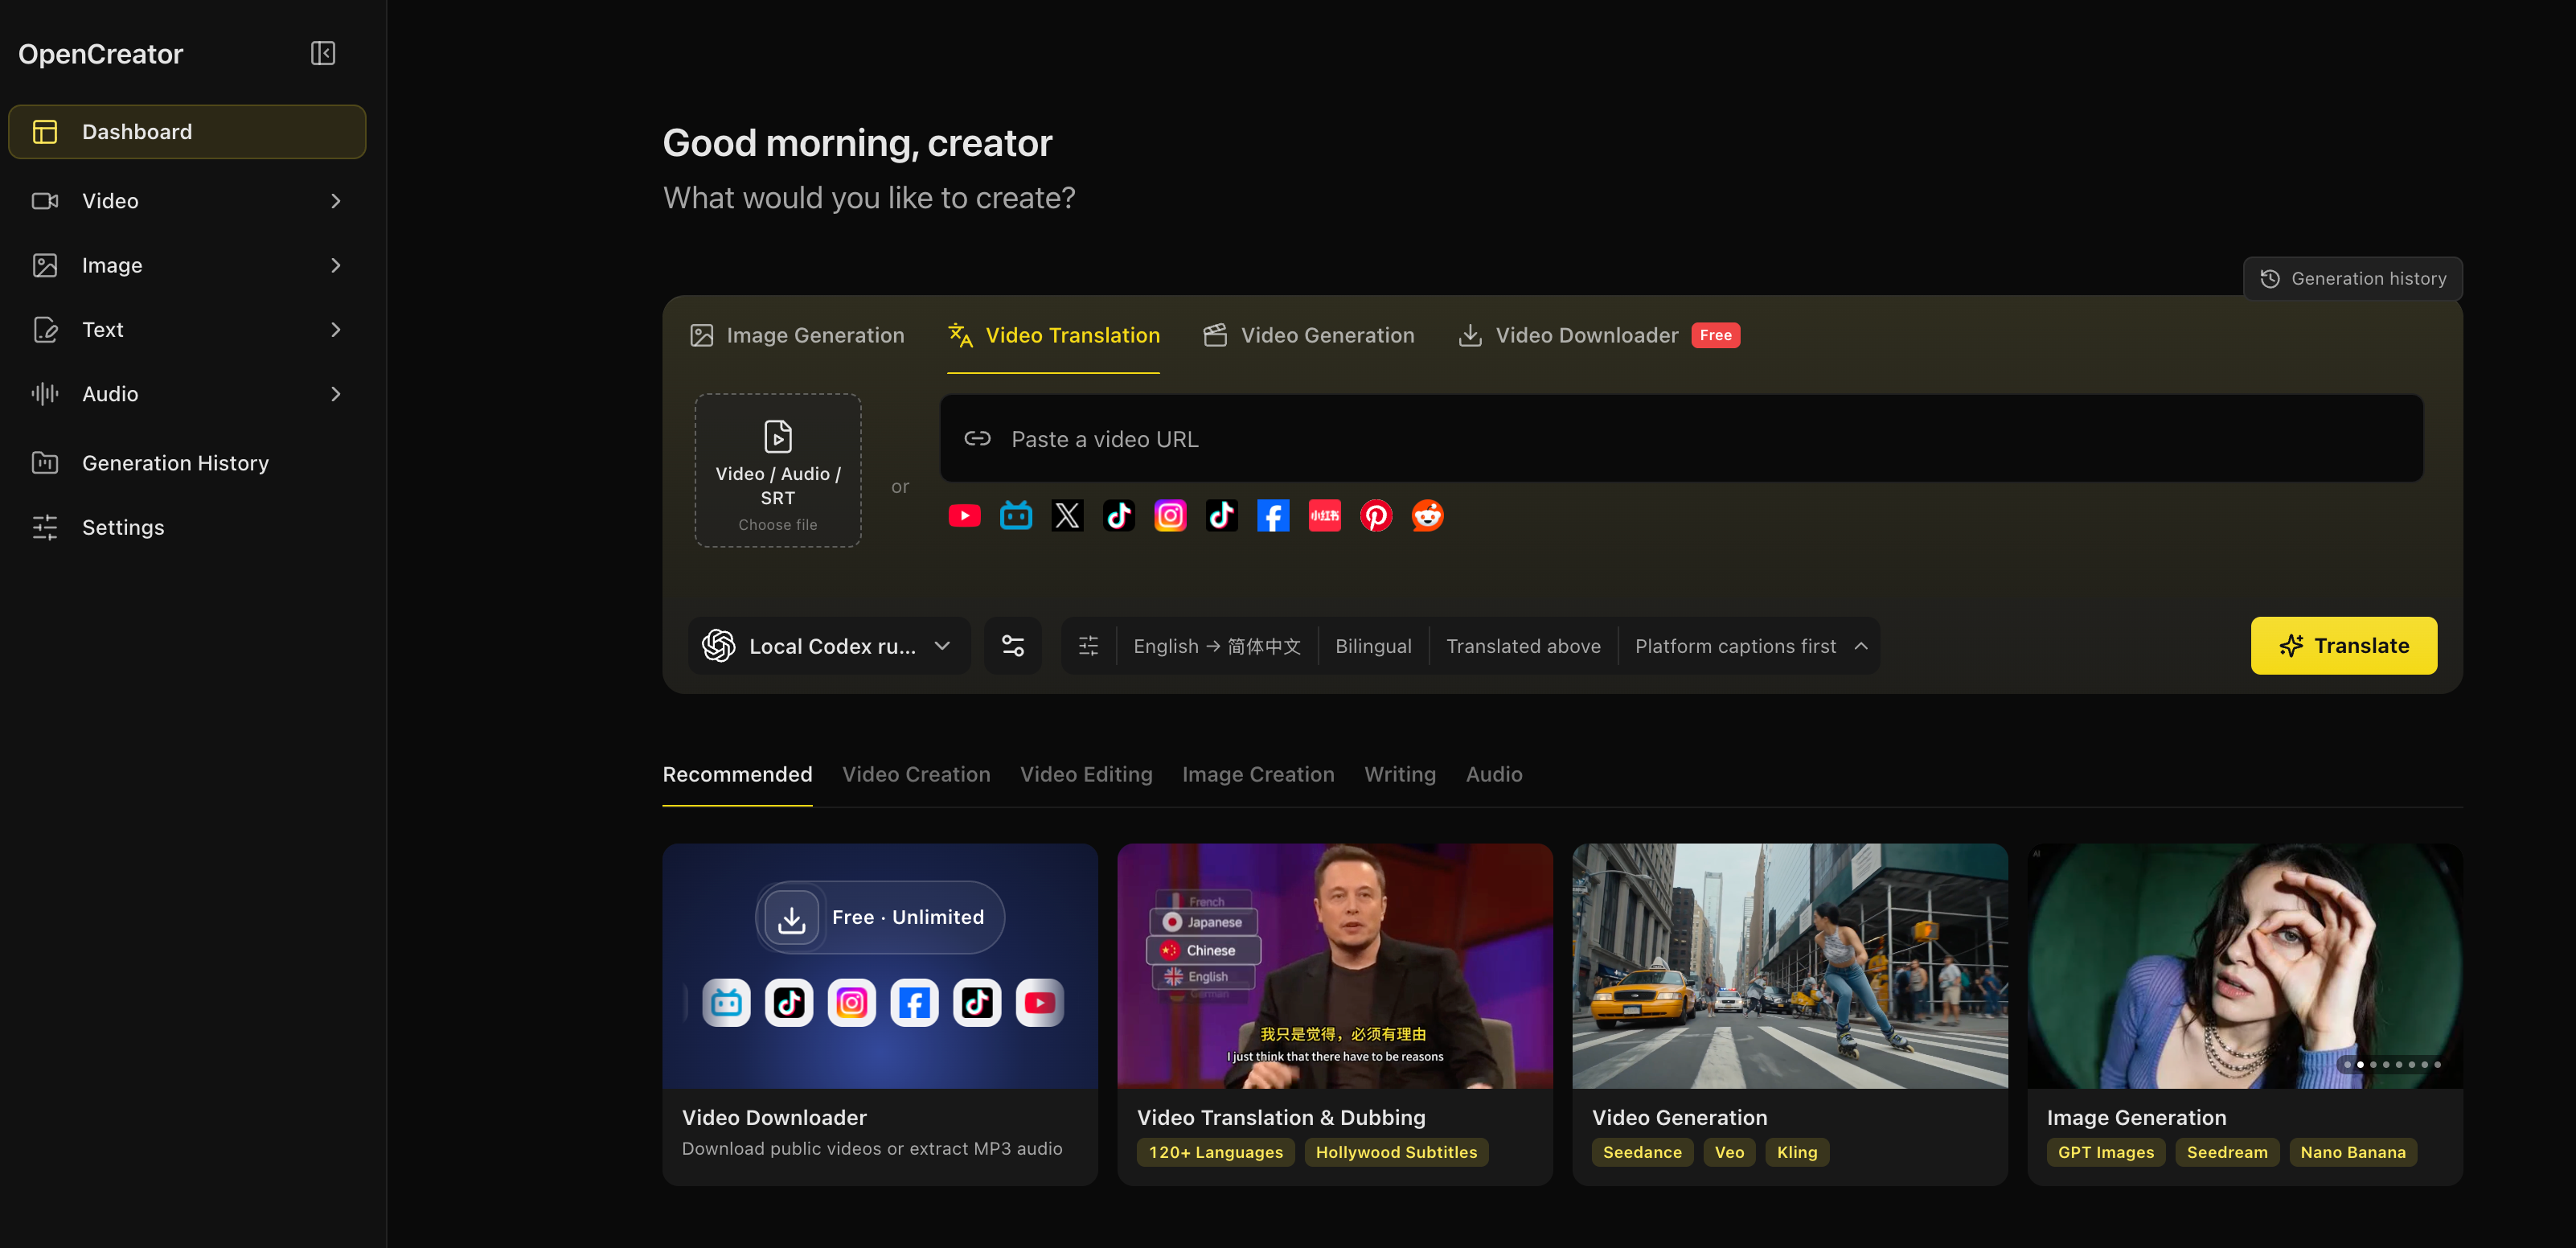 OpenCreator
Dashboard
Video
Image
Text
Audio
Generation History
Settings
Good morning, creator
What would you like to create?
Generation history
Image Generation
Video Translation
Video Generation
Video Downloader
Free
Video / Audio /
SRT
Choose file
or
Paste a video URL
小红书
Local Codex ru...
English → 简体中文
Bilingual
Translated above
Platform captions first
Translate
Recommended
Video Creation
Video Editing
Image Creation
Writing
Audio
Free · Unlimited
Video Downloader
Download public videos or extract MP3 audio
French
Japanese
Chinese
English
German
我只是觉得，必须有理由
I just think that there have to be reasons
Video Translation & Dubbing
120+ Languages
Hollywood Subtitles
Video Generation
Seedance
Veo
Kling
AI
Image Generation
GPT Images
Seedream
Nano Banana